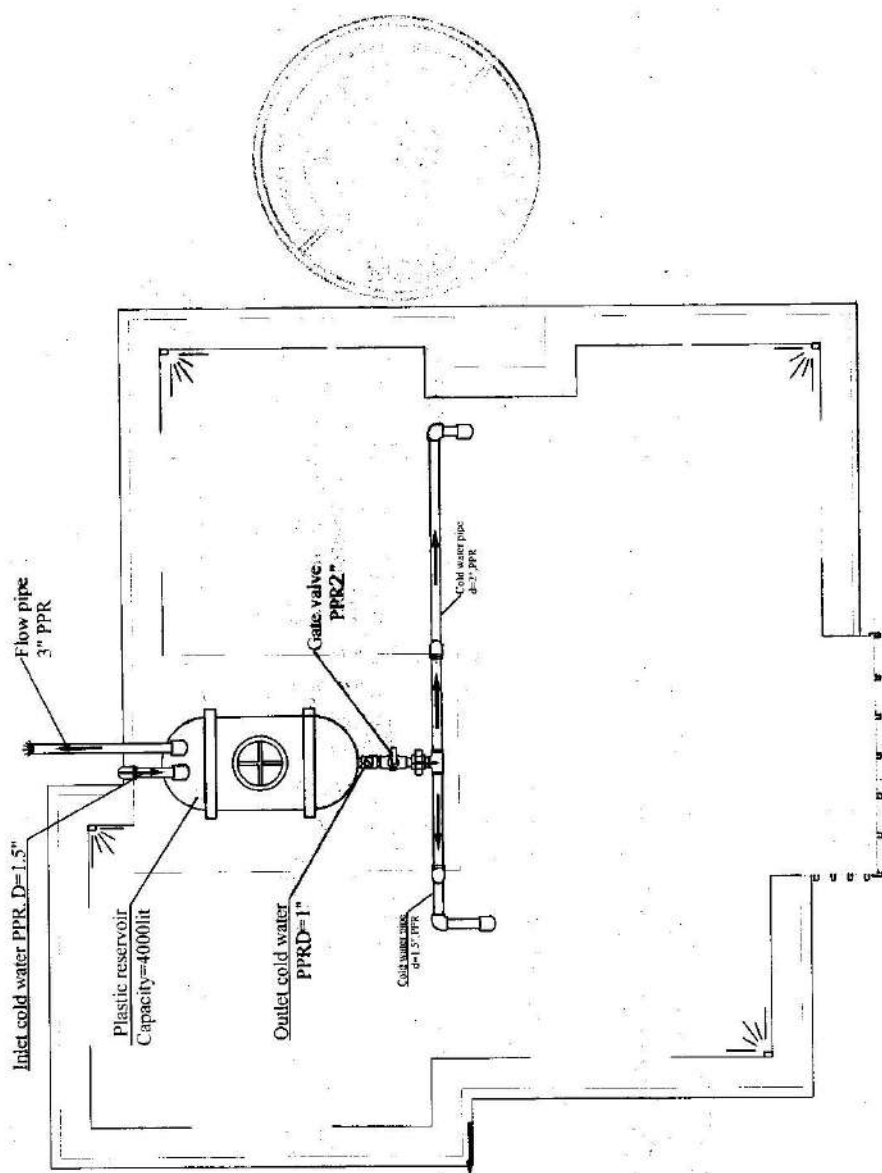 Inlet cold water PPR D=1.5"
Flow pipe
3" PPR
Plastic reservoir
Capacity=4000lit
Outlet cold water
PPRD=1"
Gate valve
PPR2"
Cold water pipe
d=1.5",PPR
Cold water pipe
d=2",PPR